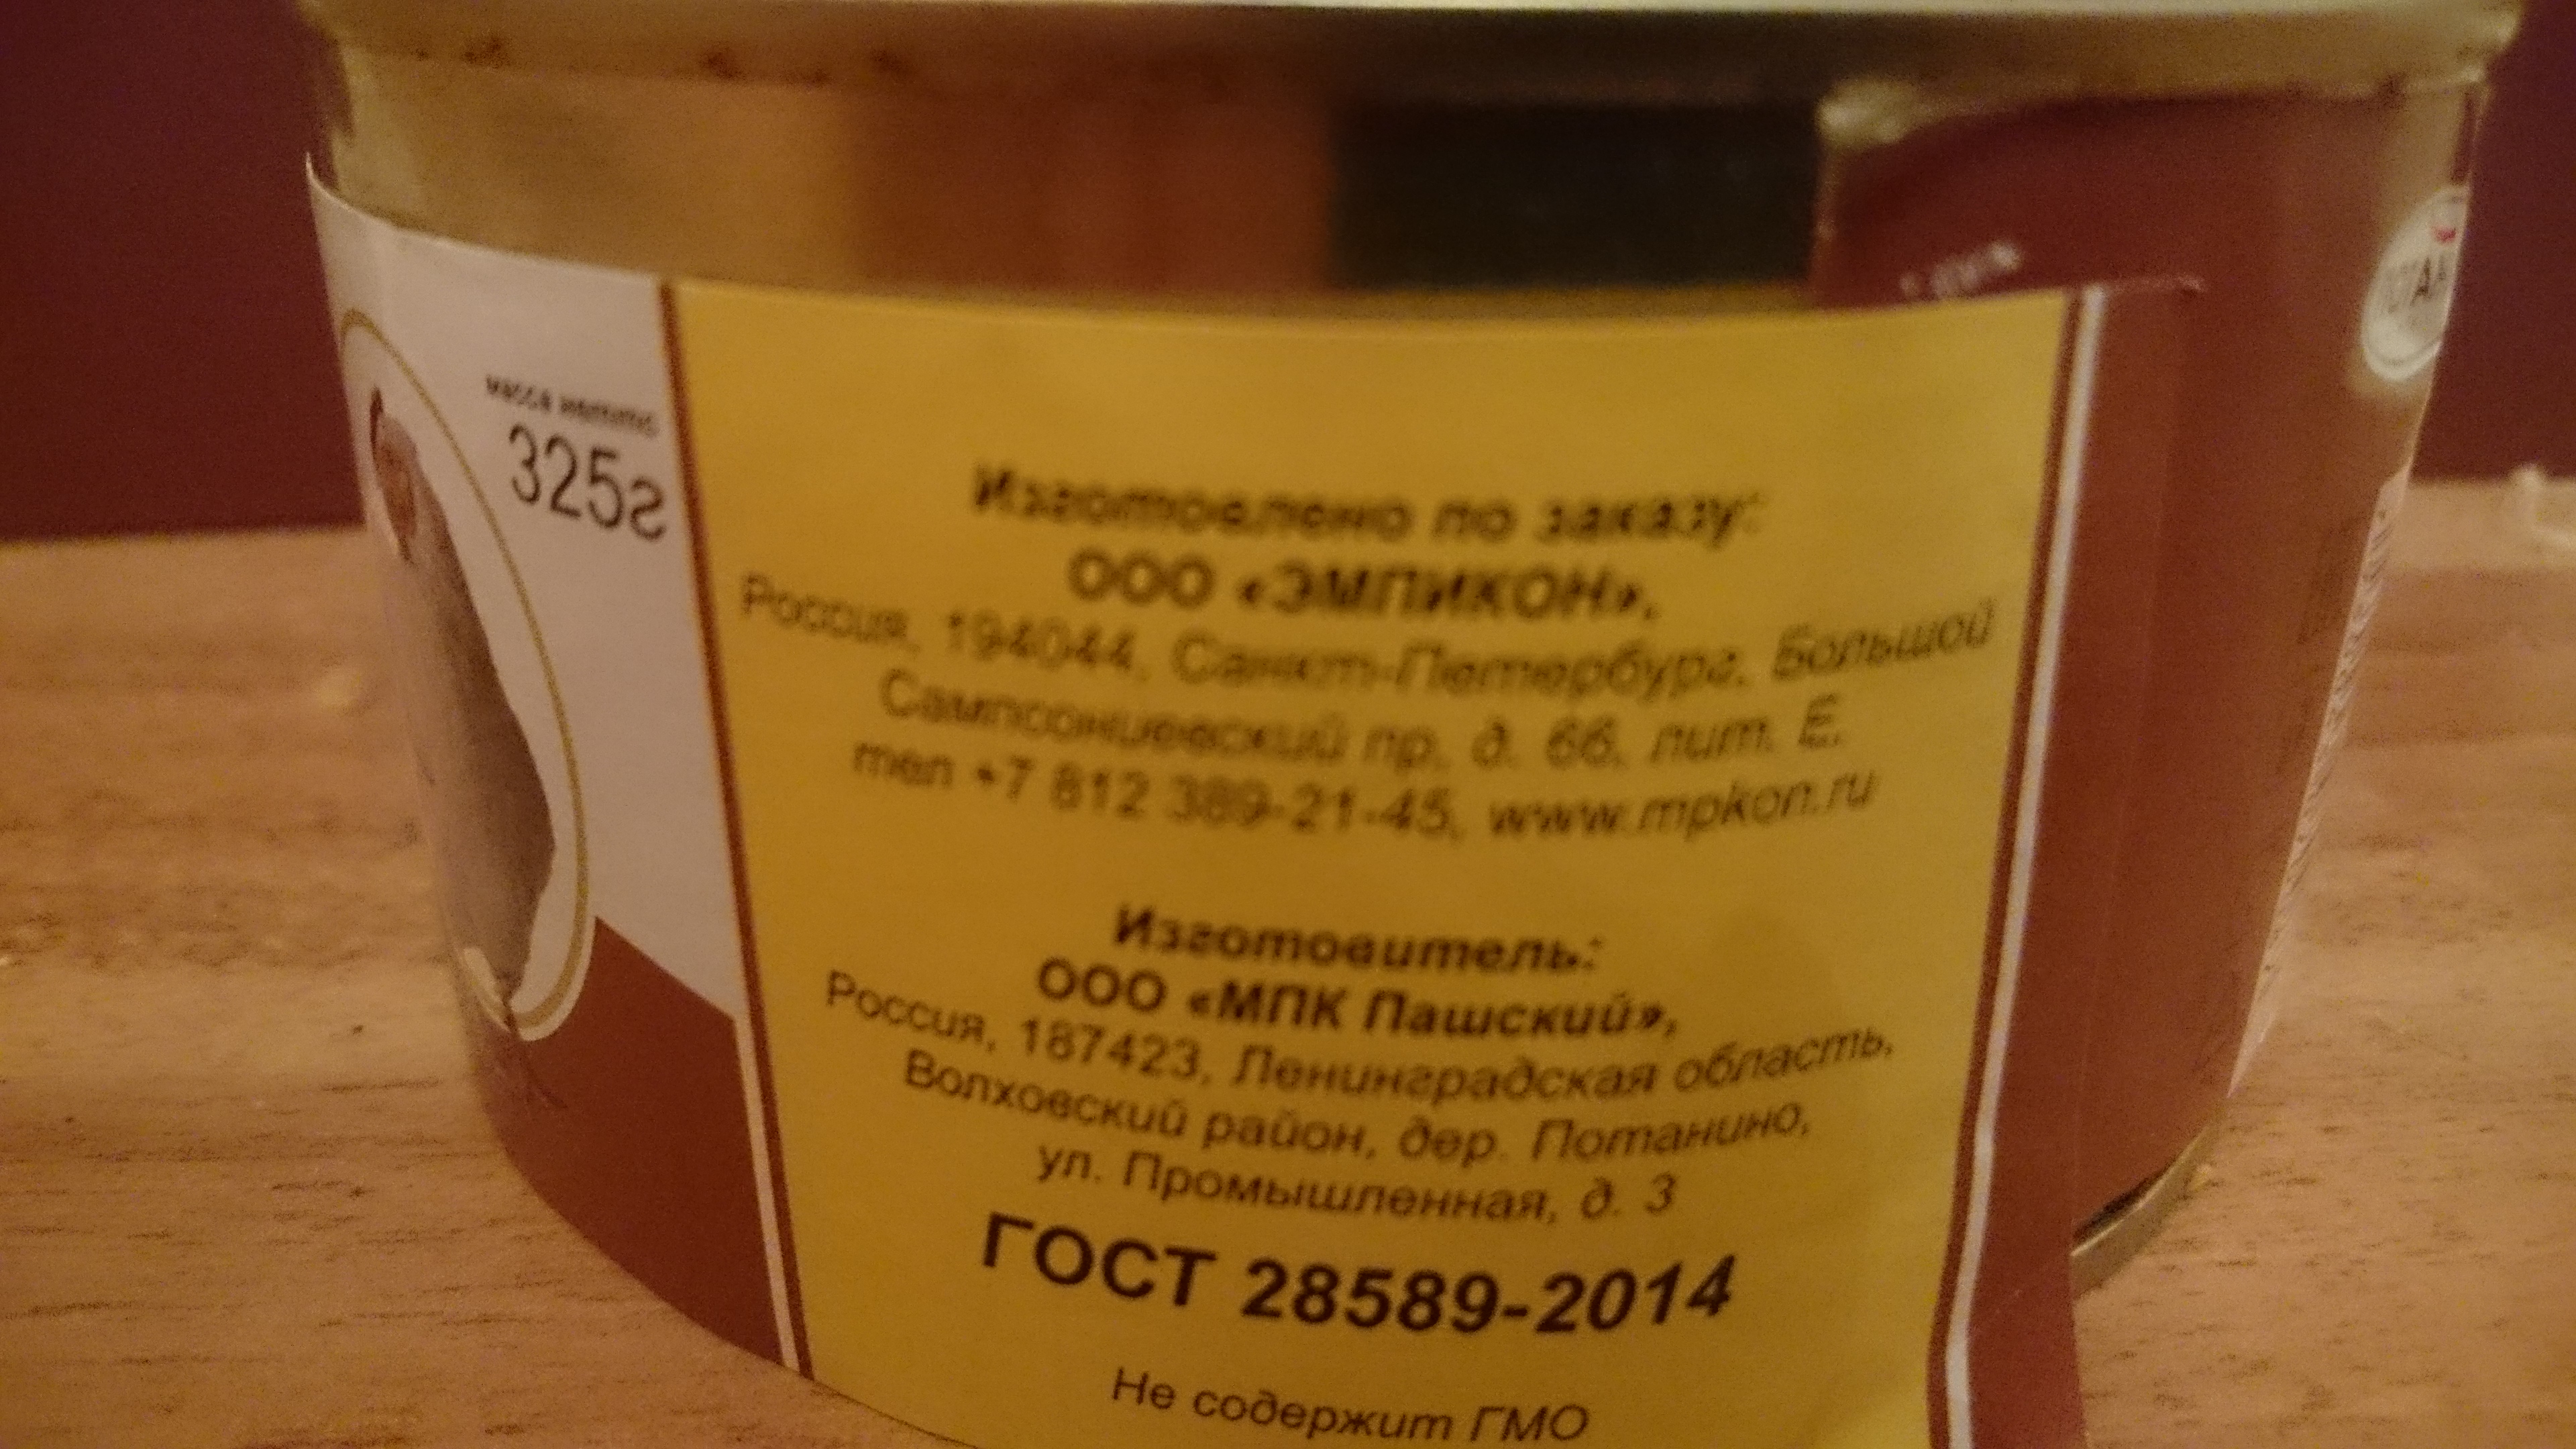 масса нетто
325г
Изготовлено по заказу:
ООО «ЭМПИКОН»,
Россия, 194044, Санкт-Петербург, Большой
Сампсониевский пр, д. 66, лит. Е.
тел +7 812 389-21-45, www.mpkon.ru
Изготовитель:
ООО «МПК Пашский»,
Россия, 187423, Ленинградская область,
Волховский район, дер. Потанино,
ул. Промышленная, д. 3
ГОСТ 28589-2014
Не содержит ГМО